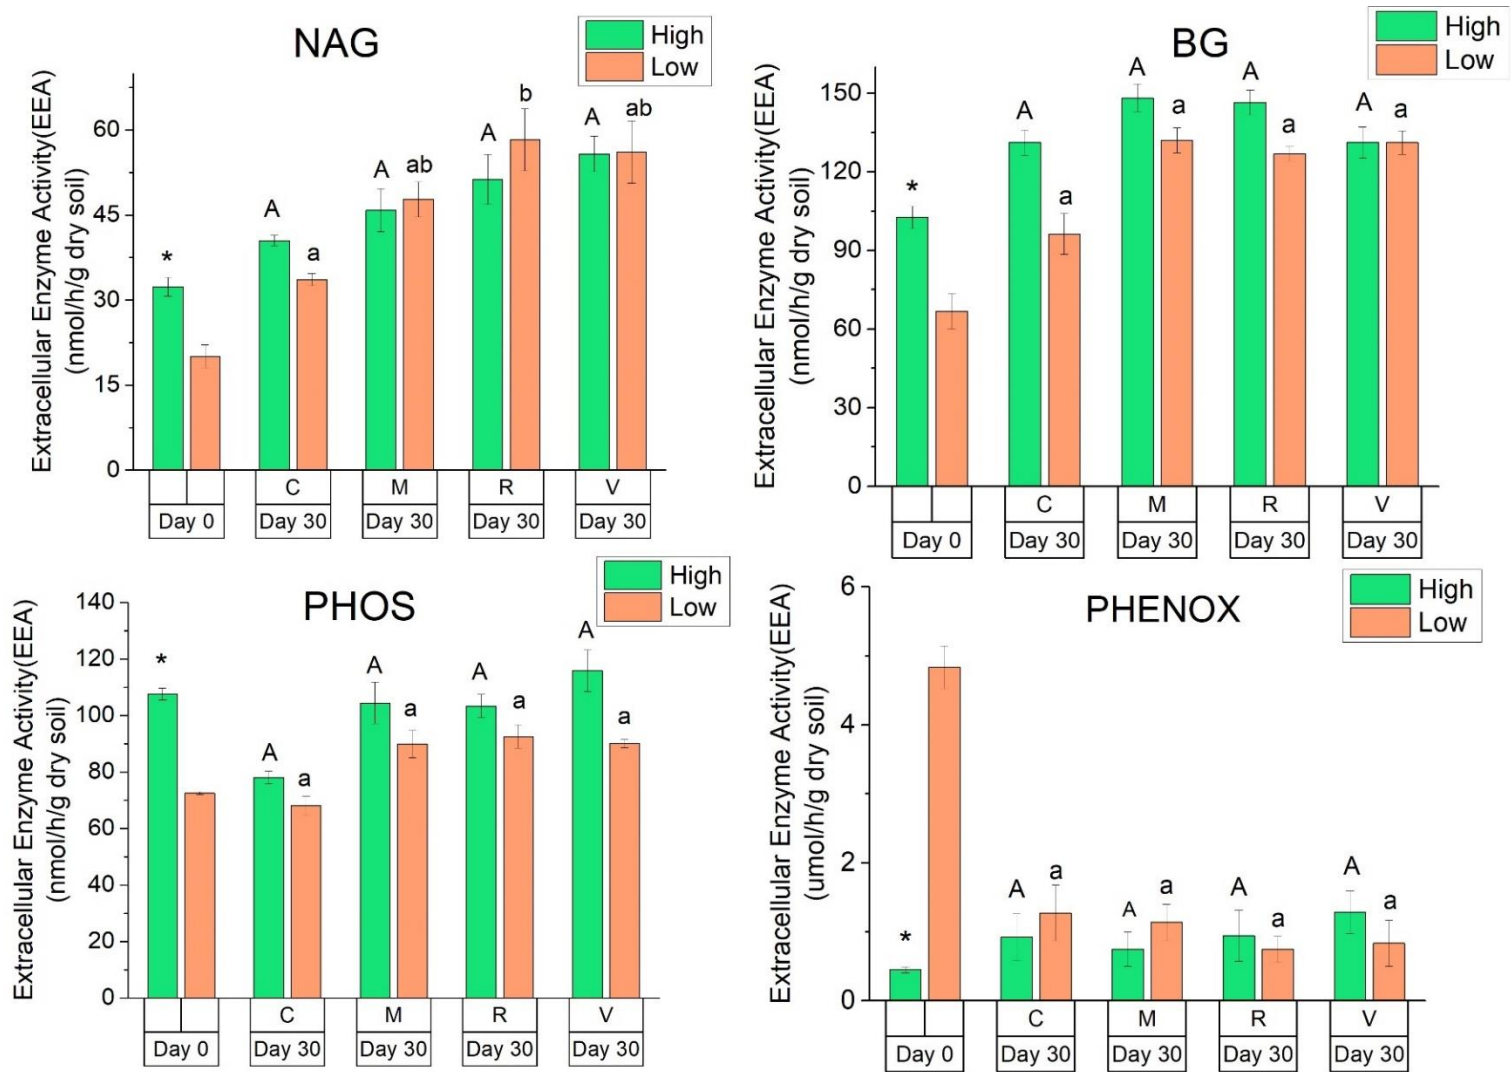 NAG
High
Low
Extracellular Enzyme Activity(EEA)
(nmol/h/g dry soil)
60
45
30
15
0
*
A
a
A
ab
A
b
A
ab
C
M
R
V
Day 0
Day 30
Day 30
Day 30
Day 30
BG
High
Low
Extracellular Enzyme Activity(EEA)
(nmol/h/g dry soil)
150
120
90
60
30
0
*
A
a
A
a
A
a
A
a
C
M
R
V
Day 0
Day 30
Day 30
Day 30
Day 30
PHOS
High
Low
Extracellular Enzyme Activity(EEA)
(nmol/h/g dry soil)
140
120
100
80
60
40
20
0
*
A
a
A
a
A
a
A
a
C
M
R
V
Day 0
Day 30
Day 30
Day 30
Day 30
PHENOX
High
Low
Extracellular Enzyme Activity(EEA)
(umol/h/g dry soil)
6
4
2
0
*
A
a
A
a
A
a
A
a
C
M
R
V
Day 0
Day 30
Day 30
Day 30
Day 30